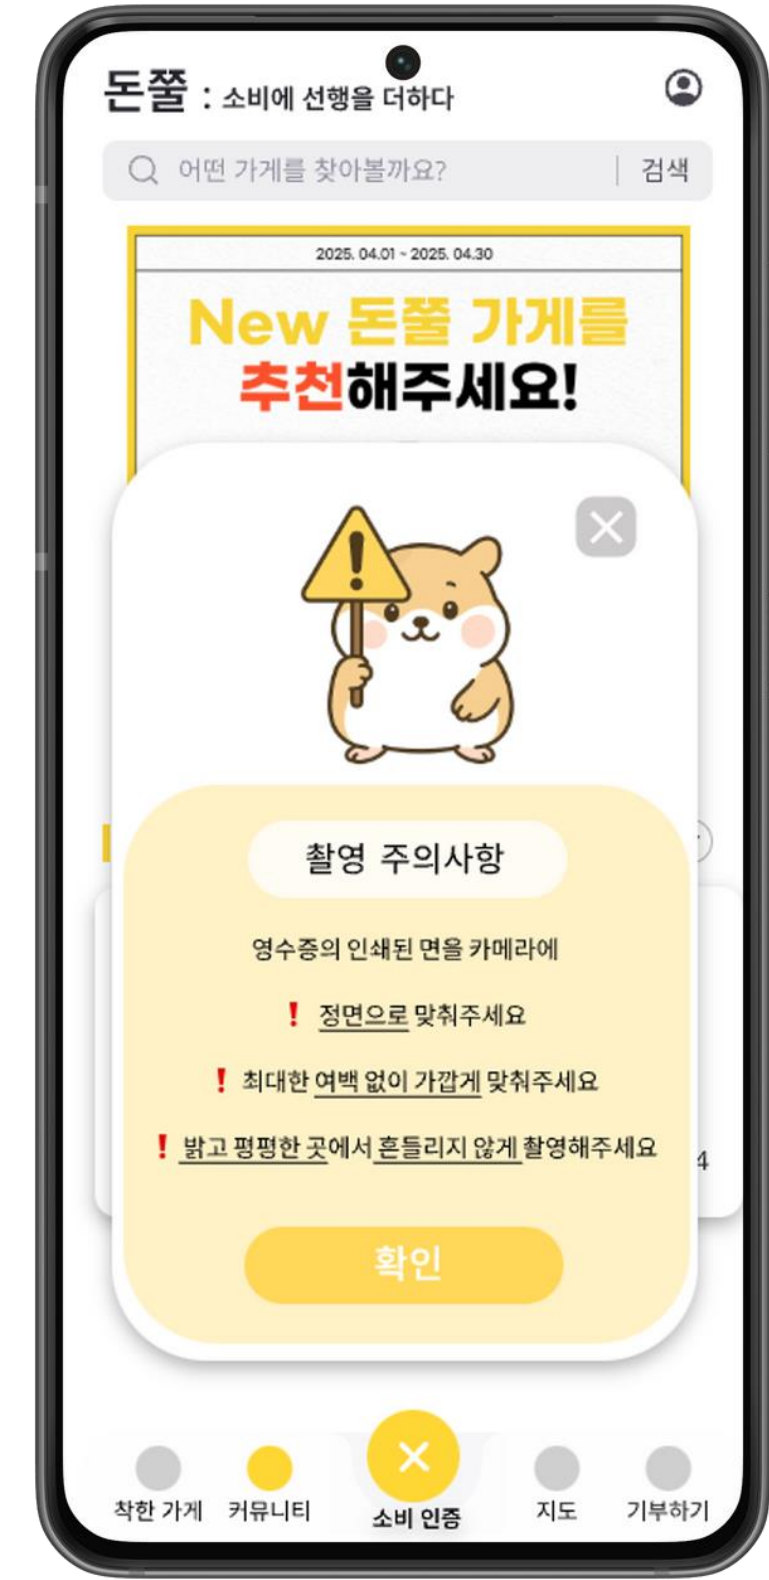 돈쭐 : 소비에 선행을 더하다
어떤 가게를 찾아볼까요? | 검색
2025. 04.01 ~ 2025. 04.30
New 돈쭐 가게를
추천해주세요!
촬영 주의사항
영수증의 인쇄된 면을 카메라에
! 정면으로 맞춰주세요
! 최대한 여백 없이 가깝게 맞춰주세요
! 밝고 평평한 곳에서 흔들리지 않게 촬영해주세요
4
확인
착한 가게 커뮤니티 소비 인증 지도 기부하기